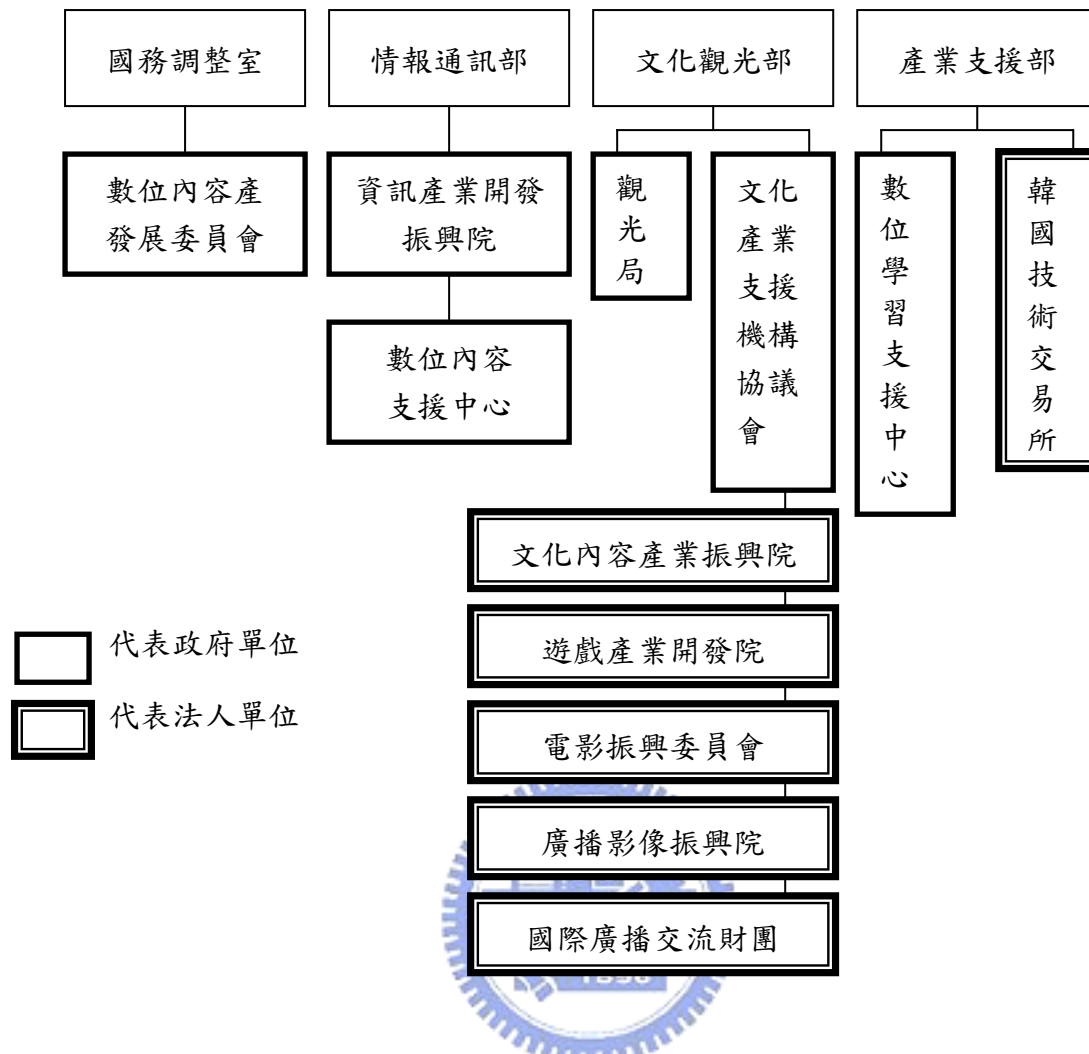 國務調整室
情報通訊部
文化觀光部
產業支援部
數位內容產
發展委員會
資訊產業開發
振興院
數位內容
支援中心
觀光局
文化產業支援機構協議會
數位學習支援中心
韓國技術交易所
文化內容產業振興院
遊戲產業開發院
電影振興委員會
廣播影像振興院
國際廣播交流財團
代表政府單位
代表法人單位